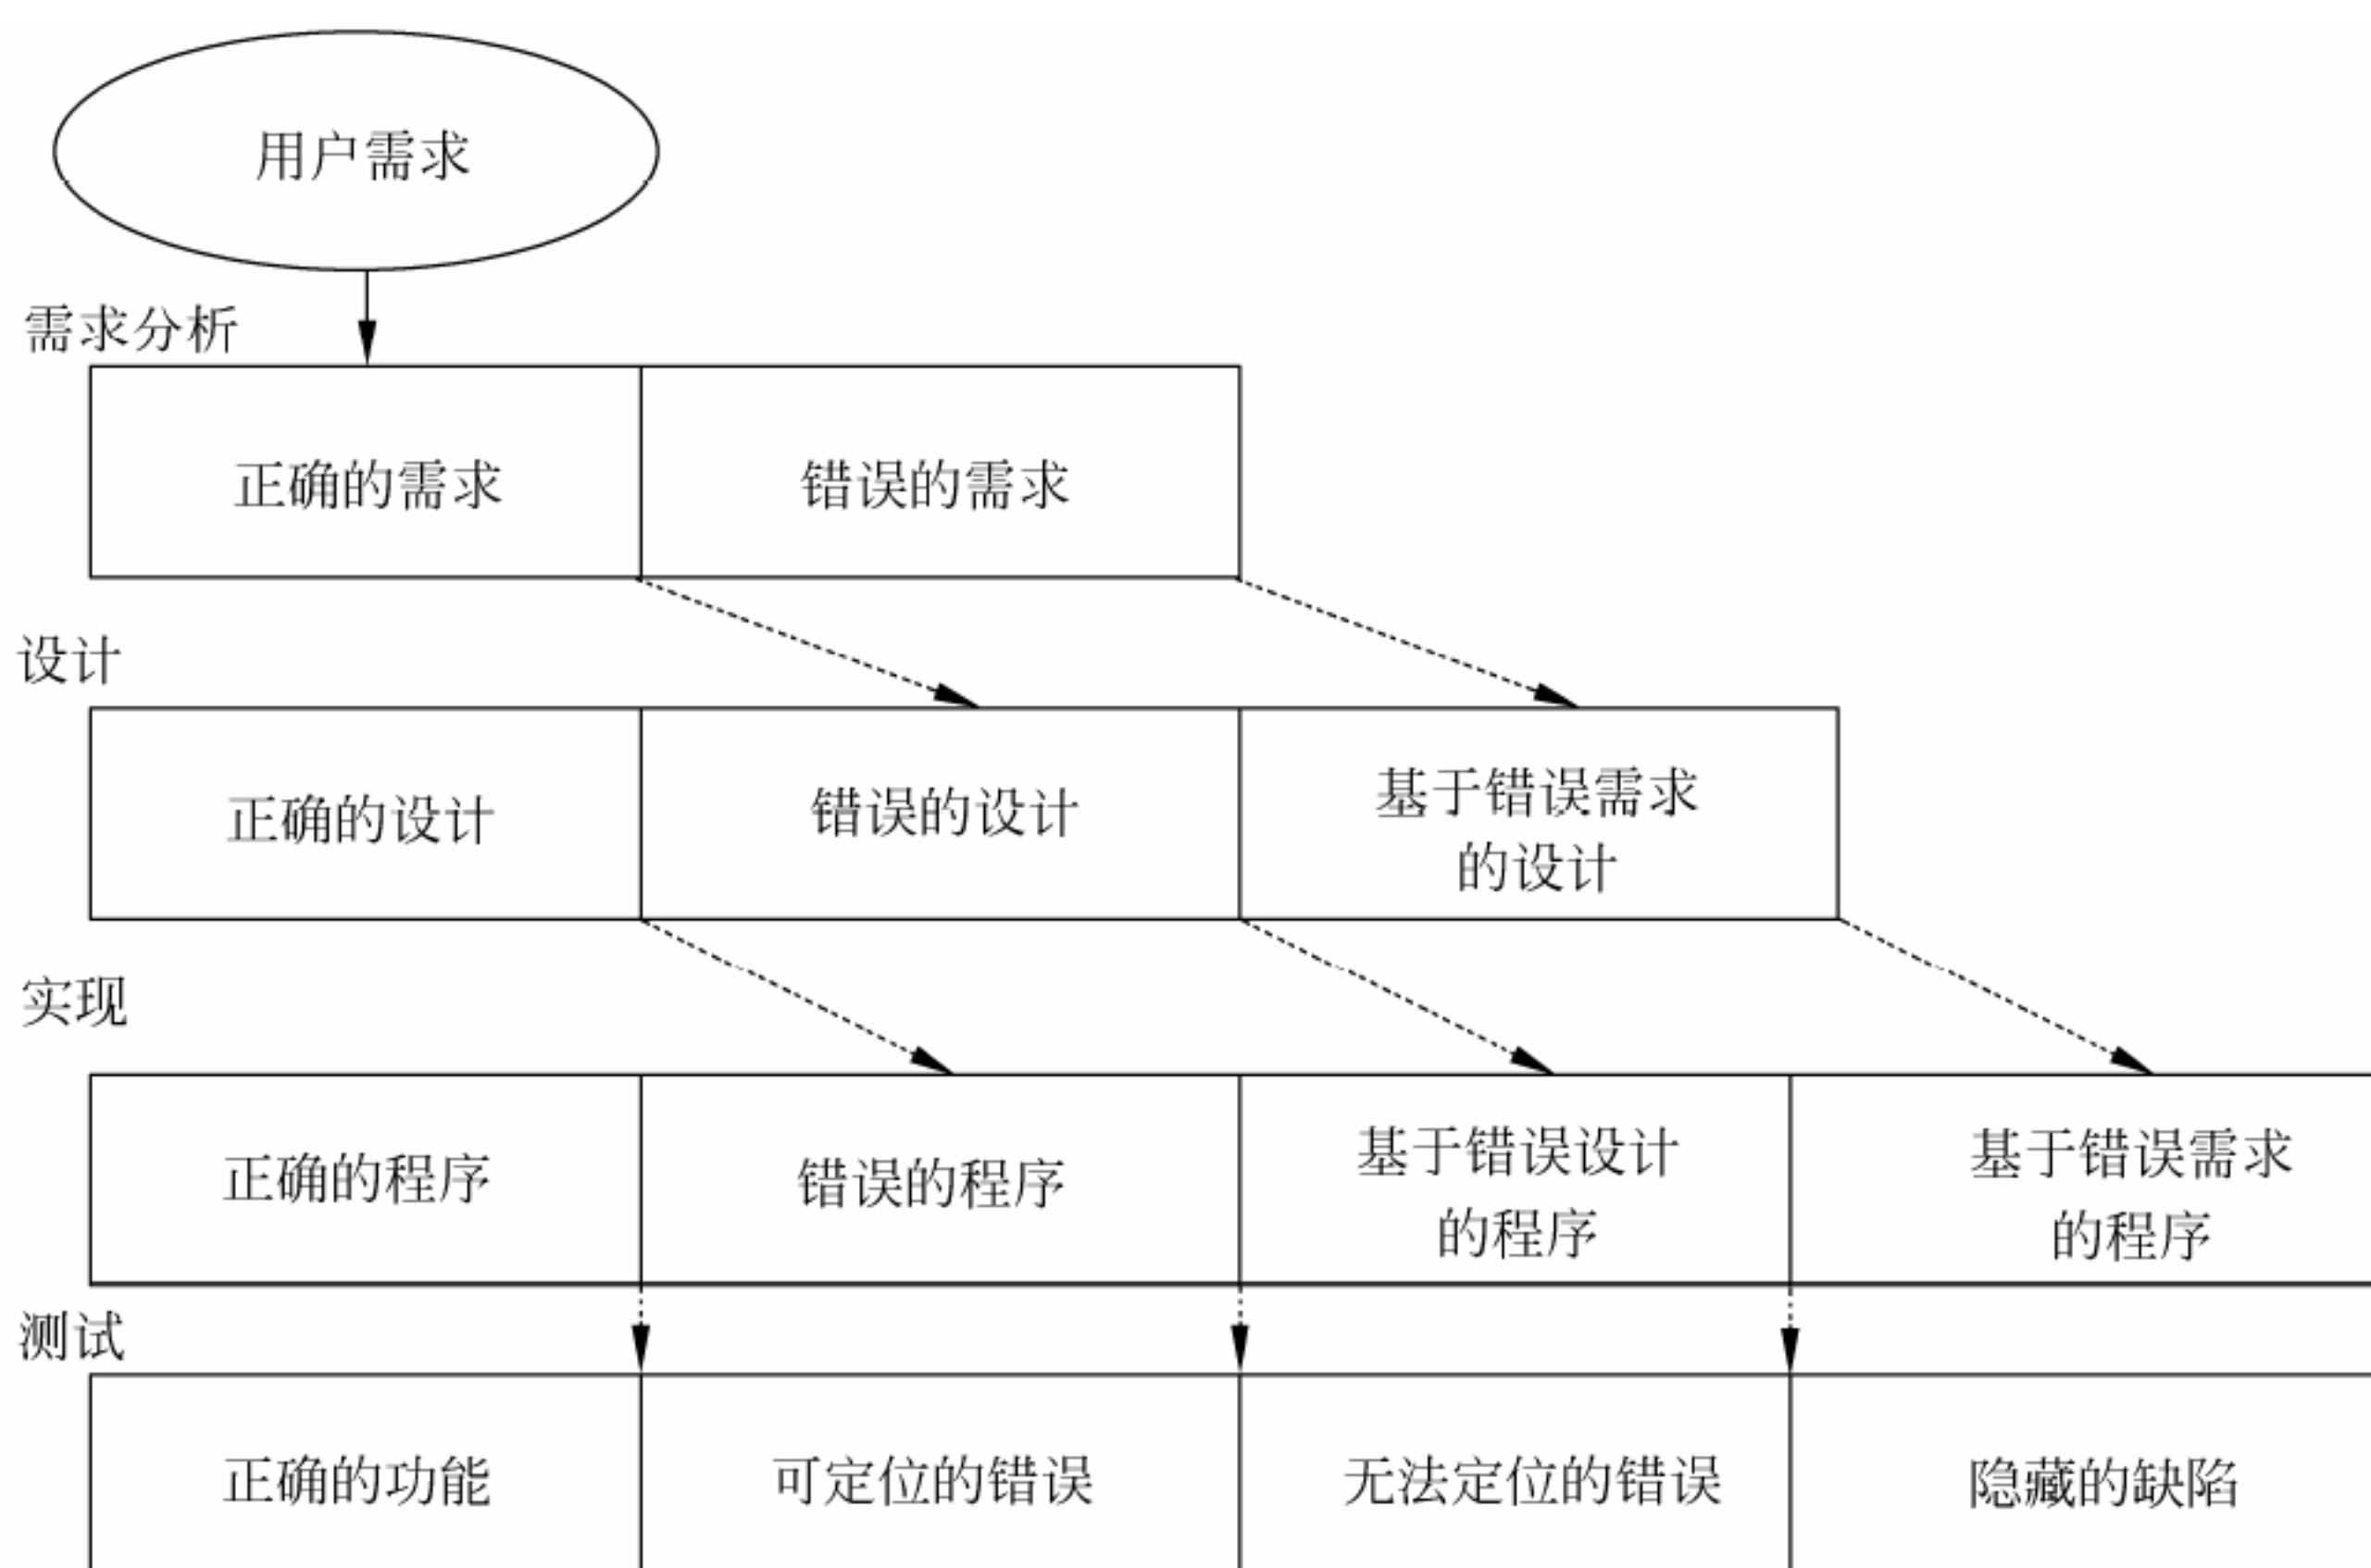 用户需求
需求分析
正确的需求
错误的需求
设计
正确的设计
错误的设计
基于错误需求
的设计
实现
正确的程序
错误的程序
基于错误设计
的程序
基于错误需求
的程序
测试
正确的功能
可定位的错误
无法定位的错误
隐藏的缺陷